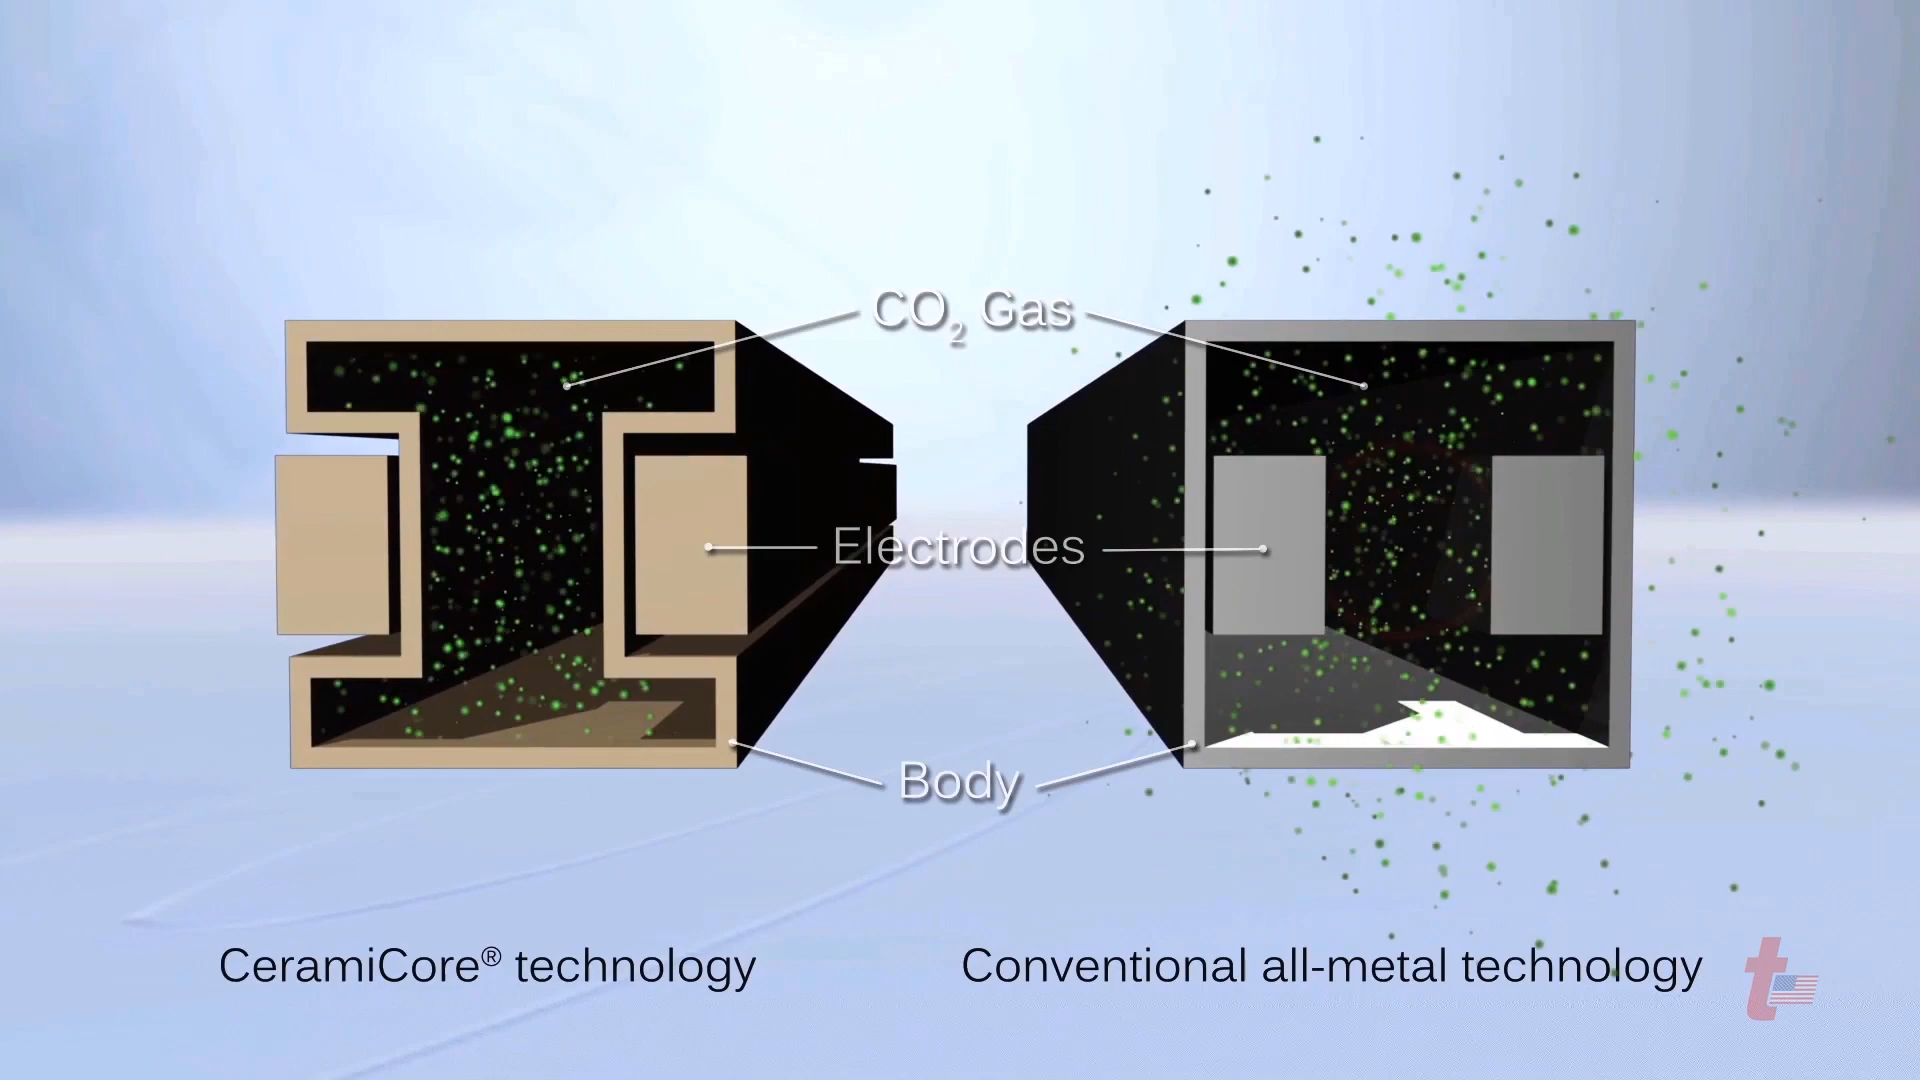 CO₂ Gas
Electrodes
Body
CeramiCore® technology
Conventional all-metal technology
t